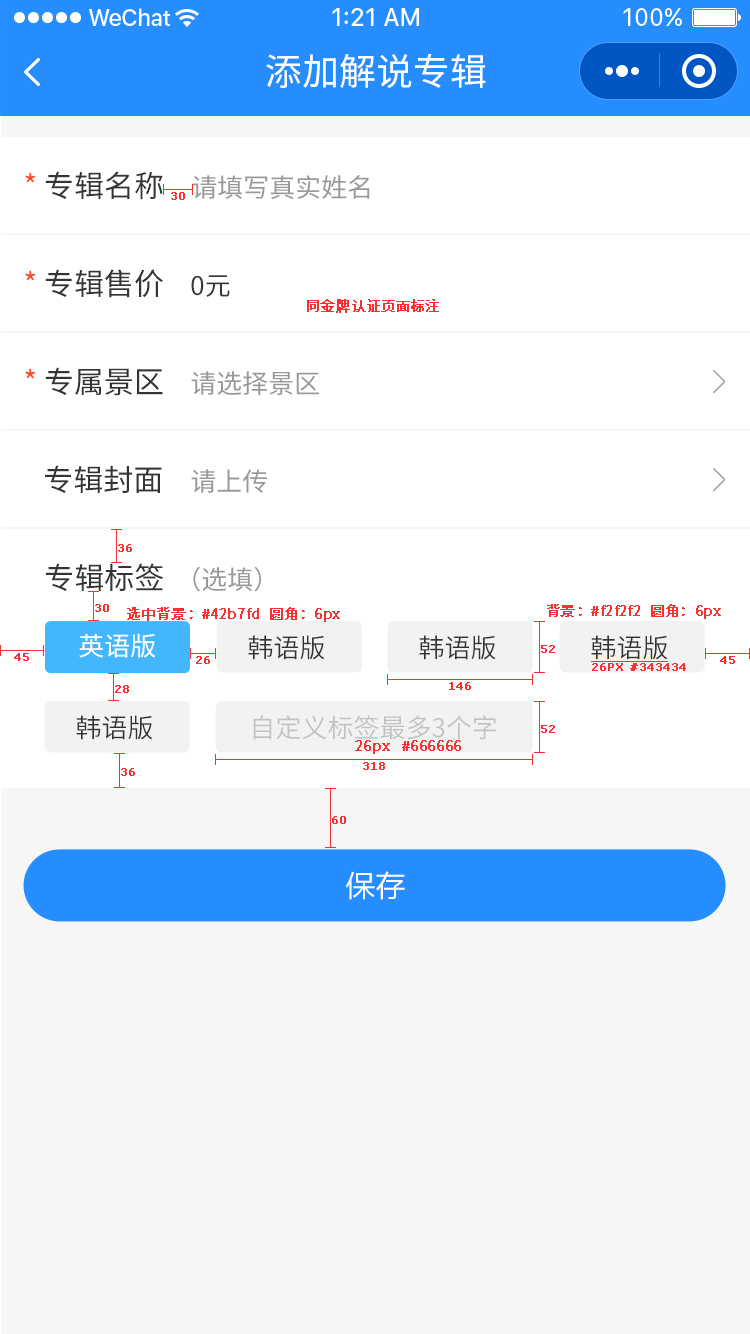 WeChat 1:21 AM 100%
添加解说专辑
* 专辑名称 30 请填写真实姓名
* 专辑售价 0元
同金牌认证页面标注
* 专属景区 请选择景区
专辑封面 请上传
36
专辑标签 （选填）
30 选中背景：#42b7fd 圆角：6px 背景：#f2f2f2 圆角：6px
45 英语版 26 韩语版 韩语版 52 韩语版 45
26PX #343434
28 146
韩语版 自定义标签最多3个字 52
26px #666666
36 318
60
保存